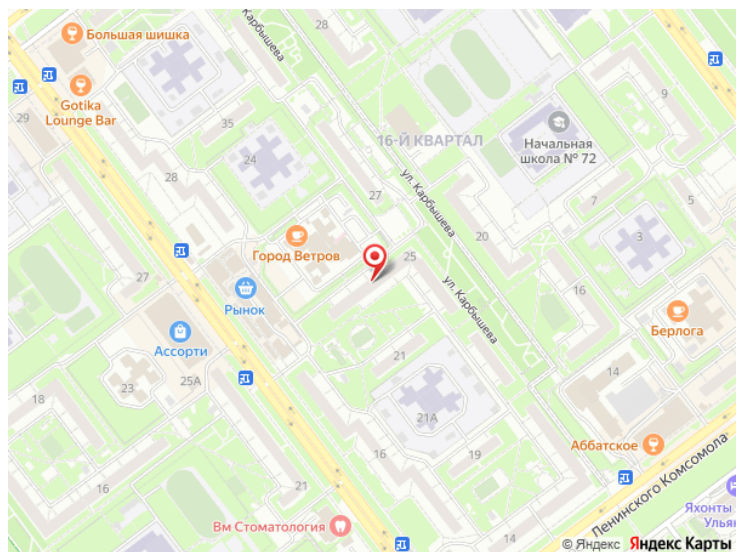 28
Большая шишка
Карбышева
9
Gotika
Lounge Bar
29
35
16-Й КВАРТАЛ
Начальная
школа № 72
24
28
27
ул. Карбышева
5
20
3
Город Ветров
25
27
16
ул. Карбышева
Рынок
Берлога
Ассорти
21
14
25А
23
18
21А
Аббатское
16
19
Ленинского Комсомола
16
21
Яхонты
Улья
Вм Стоматология
14
© Яндекс Яндекс Карты